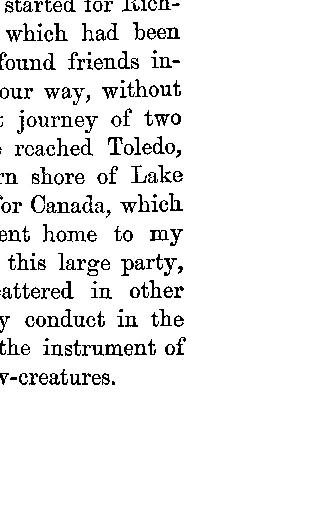 started for Rich-
which had been
found friends in-
our way, without
journey of two
reached Toledo,
rn shore of Lake
for Canada, which
ent home to my
this large party,
cattered in other
y conduct in the
the instrument of
w-creatures.